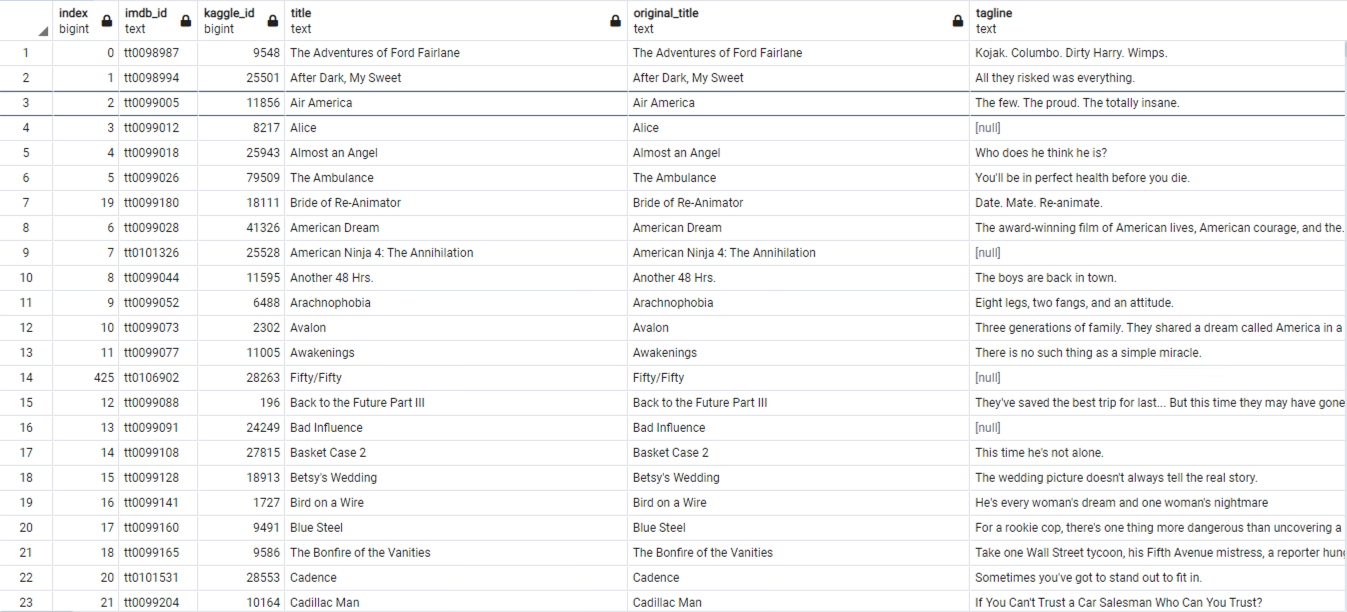 index imdb_id kaggle_id title original_title tagline
bigint text bigint text text text
1 0 tt0098987 9548 The Adventures of Ford Fairlane The Adventures of Ford Fairlane Kojak. Columbo. Dirty Harry. Wimps.
2 1 tt0098994 25501 After Dark, My Sweet After Dark, My Sweet All they risked was everything.
3 2 tt0099005 11856 Air America Air America The few. The proud. The totally insane.
4 3 tt0099012 8217 Alice Alice [null]
5 4 tt0099018 25943 Almost an Angel Almost an Angel Who does he think he is?
6 5 tt0099026 79509 The Ambulance The Ambulance You'll be in perfect health before you die.
7 19 tt0099180 18111 Bride of Re-Animator Bride of Re-Animator Date. Mate. Re-animate.
8 6 tt0099028 41326 American Dream American Dream The award-winning film of American lives, American courage, and the.
9 7 tt0101326 25528 American Ninja 4: The Annihilation American Ninja 4: The Annihilation [null]
10 8 tt0099044 11595 Another 48 Hrs. Another 48 Hrs. The boys are back in town.
11 9 tt0099052 6488 Arachnophobia Arachnophobia Eight legs, two fangs, and an attitude.
12 10 tt0099073 2302 Avalon Avalon Three generations of family. They shared a dream called America in a
13 11 tt0099077 11005 Awakenings Awakenings There is no such thing as a simple miracle.
14 425 tt0106902 28263 Fifty/Fifty Fifty/Fifty [null]
15 12 tt0099088 196 Back to the Future Part III Back to the Future Part III They've saved the best trip for last... But this time they may have gone
16 13 tt0099091 24249 Bad Influence Bad Influence [null]
17 14 tt0099108 27815 Basket Case 2 Basket Case 2 This time he's not alone.
18 15 tt0099128 18913 Betsy's Wedding Betsy's Wedding The wedding picture doesn't always tell the real story.
19 16 tt0099141 1727 Bird on a Wire Bird on a Wire He's every woman's dream and one woman's nightmare
20 17 tt0099160 9491 Blue Steel Blue Steel For a rookie cop, there's one thing more dangerous than uncovering a
21 18 tt0099165 9586 The Bonfire of the Vanities The Bonfire of the Vanities Take one Wall Street tycoon, his Fifth Avenue mistress, a reporter hung
22 20 tt0101531 28553 Cadence Cadence Sometimes you've got to stand out to fit in.
23 21 tt0099204 10164 Cadillac Man Cadillac Man If You Can't Trust a Car Salesman Who Can You Trust?